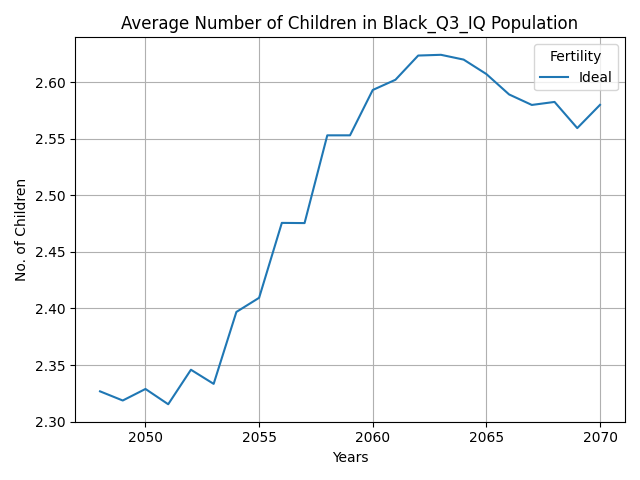 Average Number of Children in Black_Q3_IQ Population
Fertility
Ideal
No. of Children
2.60
2.55
2.50
2.45
2.40
2.35
2.30
2050
2055
2060
2065
2070
Years